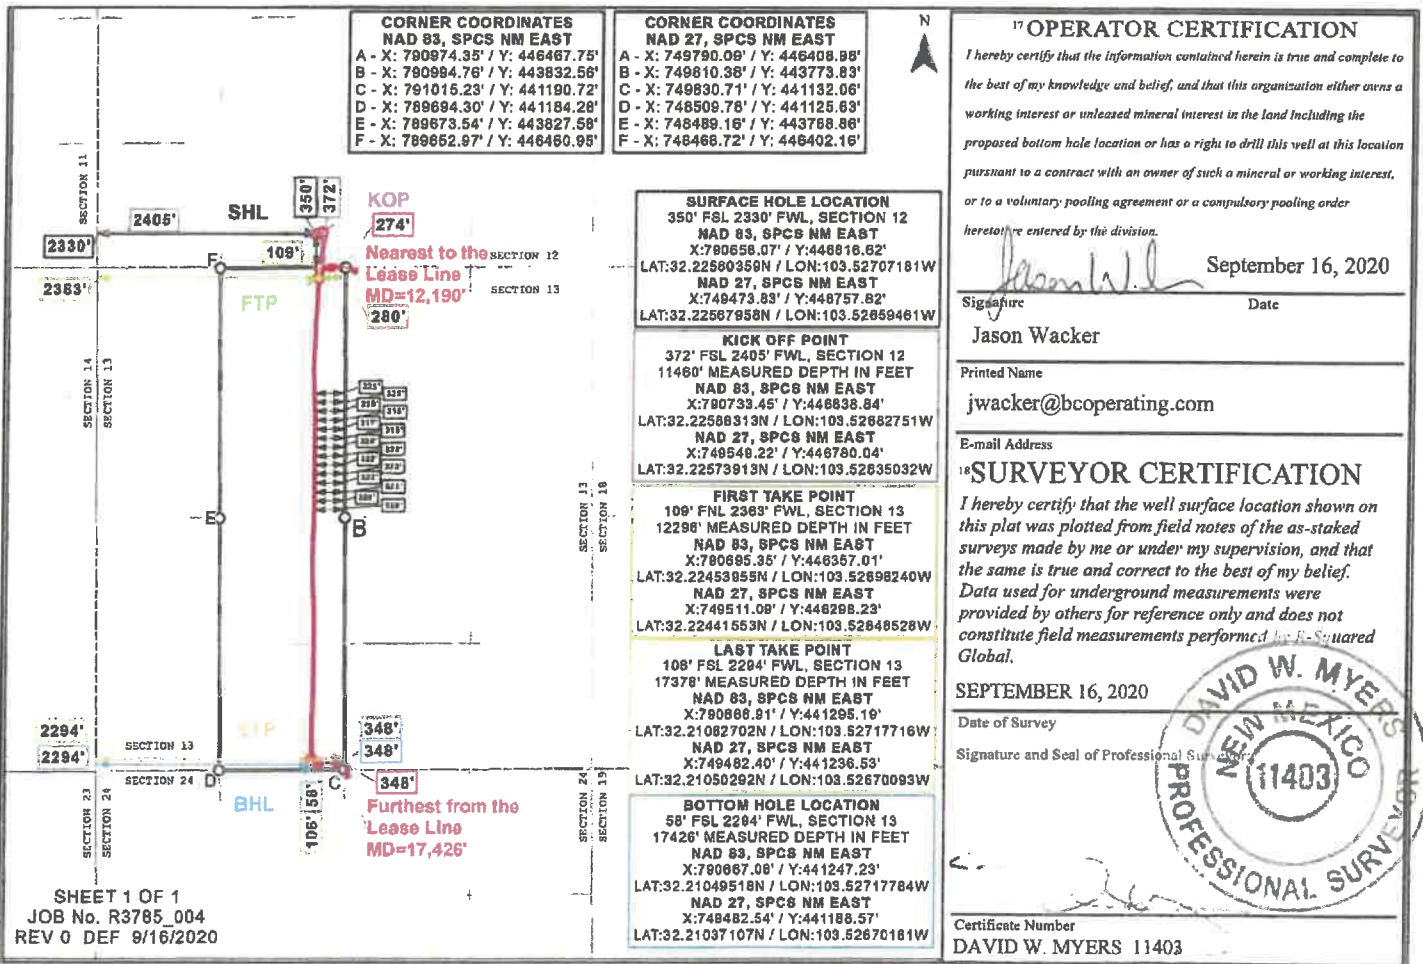 CORNER COORDINATES
NAD 83, SPCS NM EAST
A - X: 790974.35' / Y: 446467.75'
B - X: 790994.76' / Y: 443832.56'
C - X: 791015.23' / Y: 441190.72'
D - X: 789694.30' / Y: 441184.28'
E - X: 789673.54' / Y: 443827.58'
F - X: 789652.97' / Y: 446460.95'
CORNER COORDINATES
NAD 27, SPCS NM EAST
A - X: 749790.09' / Y: 446408.98'
B - X: 749810.38' / Y: 443773.83'
C - X: 749830.71' / Y: 441132.06'
D - X: 748509.78' / Y: 441125.63'
E - X: 748489.16' / Y: 443768.86'
F - X: 748468.72' / Y: 446402.16'
N
SECTION 11
2405'
SHL
350'
372'
KOP
274'
2330'
109'
Nearest to the
Lease Line
MD=12,190'
SECTION 12
SECTION 13
F
2363'
FTP
280'
SECTION 14
SECTION 13
E
B
SECTION 13
SECTION 18
2294'
2294'
SECTION 13
SECTION 24
LTP
348'
348'
D
C
348'
BHL
Furthest from the
Lease Line
MD=17,426'
SECTION 23
SECTION 24
SECTION 24
SECTION 19
SHEET 1 OF 1
JOB No. R3785_004
REV 0 DEF 9/16/2020
SURFACE HOLE LOCATION
350' FSL 2330' FWL, SECTION 12
NAD 83, SPCS NM EAST
X:790658.07' / Y:446816.62'
LAT:32.22580359N / LON:103.52707181W
NAD 27, SPCS NM EAST
X:749473.83' / Y:446757.82'
LAT:32.22567958N / LON:103.52659461W
KICK OFF POINT
372' FSL 2405' FWL, SECTION 12
11460' MEASURED DEPTH IN FEET
NAD 83, SPCS NM EAST
X:790733.45' / Y:446838.84'
LAT:32.22586313N / LON:103.52682751W
NAD 27, SPCS NM EAST
X:749549.22' / Y:446780.04'
LAT:32.22573913N / LON:103.52635032W
FIRST TAKE POINT
109' FNL 2363' FWL, SECTION 13
12296' MEASURED DEPTH IN FEET
NAD 83, SPCS NM EAST
X:790695.35' / Y:446357.01'
LAT:32.22453955N / LON:103.52696240W
NAD 27, SPCS NM EAST
X:749511.09' / Y:446298.23'
LAT:32.22441553N / LON:103.52648528W
LAST TAKE POINT
106' FSL 2294' FWL, SECTION 13
17378' MEASURED DEPTH IN FEET
NAD 83, SPCS NM EAST
X:790666.91' / Y:441295.19'
LAT:32.21062702N / LON:103.52717716W
NAD 27, SPCS NM EAST
X:749482.40' / Y:441236.53'
LAT:32.21050292N / LON:103.52670093W
BOTTOM HOLE LOCATION
58' FSL 2294' FWL, SECTION 13
17426' MEASURED DEPTH IN FEET
NAD 83, SPCS NM EAST
X:790667.06' / Y:441247.23'
LAT:32.21049518N / LON:103.52717784W
NAD 27, SPCS NM EAST
X:749482.54' / Y:441188.57'
LAT:32.21037107N / LON:103.52670161W
17 OPERATOR CERTIFICATION
I hereby certify that the information contained herein is true and complete to
the best of my knowledge and belief, and that this organization either owns a
working interest or unleased mineral interest in the land including the
proposed bottom hole location or has a right to drill this well at this location
pursuant to a contract with an owner of such a mineral or working interest,
or to a voluntary pooling agreement or a compulsory pooling order
heretofore entered by the division.
September 16, 2020
Signature Date
Jason Wacker
Printed Name
jwacker@bcoperating.com
E-mail Address
18 SURVEYOR CERTIFICATION
I hereby certify that the well surface location shown on
this plat was plotted from field notes of the as-staked
surveys made by me or under my supervision, and that
the same is true and correct to the best of my belief.
Data used for underground measurements were
provided by others for reference only and does not
constitute field measurements performed by R-Squared
Global.
SEPTEMBER 16, 2020
Date of Survey
Signature and Seal of Professional Surveyor:
DAVID W. MYERS
NEW MEXICO
11403
PROFESSIONAL SURVEYOR
Certificate Number
DAVID W. MYERS 11403